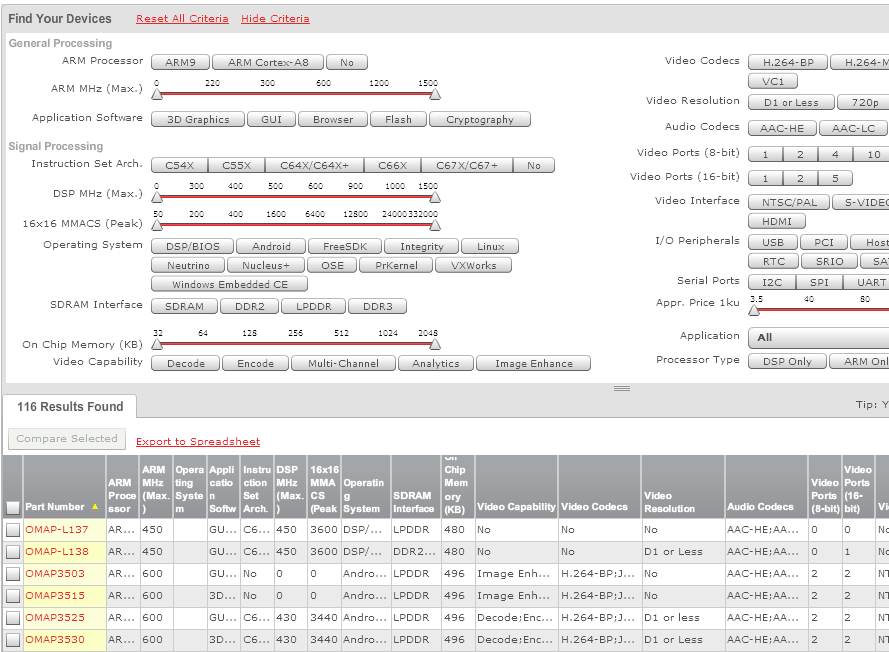 Find Your Devices Reset All Criteria Hide Criteria
General Processing
ARM Processor ARM9 ARM Cortex-A8 No
ARM MHz (Max.) 0 220 300 600 1200 1500
Application Software 3D Graphics GUI Browser Flash Cryptography
Signal Processing
Instruction Set Arch. C54X C55X C64X/C64X+ C66X C67X/C67+ No
DSP MHz (Max.) 0 300 400 500 600 900 1000 1500
16x16 MMACS (Peak) 50 200 400 1600 6400 12800 24000 332000
Operating System DSP/BIOS Android FreeSDK Integrity Linux
Neutrino Nucleus+ OSE PrKernel VXWorks
Windows Embedded CE
SDRAM Interface SDRAM DDR2 LPDDR DDR3
On Chip Memory (KB) 32 64 128 256 512 1024 2048
Video Capability Decode Encode Multi-Channel Analytics Image Enhance
Video Codecs H.264-BP H.264-M
VC1
Video Resolution D1 or Less 720p
Audio Codecs AAC-HE AAC-LC
Video Ports (8-bit) 1 2 4 10
Video Ports (16-bit) 1 2 5
Video Interface NTSC/PAL S-VIDEO
HDMI
I/O Peripherals USB PCI Host
RTC SRIO SA
Serial Ports I2C SPI UART
Appr. Price 1ku 3.5 40 80
Application All
Processor Type DSP Only ARM Onl
116 Results Found Tip: Y
Compare Selected Export to Spreadsheet
Part Number
ARM
Proce
ssor
ARM
MHz
(Max.
)
Opera
ting
Syste
m
Appli
catio
n
Softw
Instru
ction
Set
Arch.
DSP
MHz
(Max.
)
16x16
MMA
CS
(Peak
Operatin
g
System
SDRAM
Interface
On
Chip
Mem
ory
(KB)
Video Capability
Video Codecs
Video
Resolution
Audio Codecs
Video
Ports
(8-bit)
Video
Ports
(16-
bit)
Vi
OMAP-L137 AR... 450 GU... C6... 450 3600 DSP/... LPDDR 480 No No No AAC-HE;AA... 0 0 No
OMAP-L138 AR... 450 GU... C6... 450 3600 DSP/... DDR2... 480 No No D1 or Less AAC-HE;AA... 0 1 No
OMAP3503 AR... 600 GU... No 0 0 Andro... LPDDR 496 Image Enh... H.264-BP;J... No AAC-HE;AA... 2 2 NT
OMAP3515 AR... 600 3D... No 0 0 Andro... LPDDR 496 Image Enh... H.264-BP;J... No AAC-HE;AA... 2 2 NT
OMAP3525 AR... 600 GU... C6... 430 3440 Andro... LPDDR 496 Decode;Enc... H.264-BP;J... D1 or less AAC-HE;AA... 2 2 NT
OMAP3530 AR... 600 3D... C6... 430 3440 Andro... LPDDR 496 Decode;Enc... H.264-BP;J... D1 or Less AAC-HE;AA... 2 2 NT